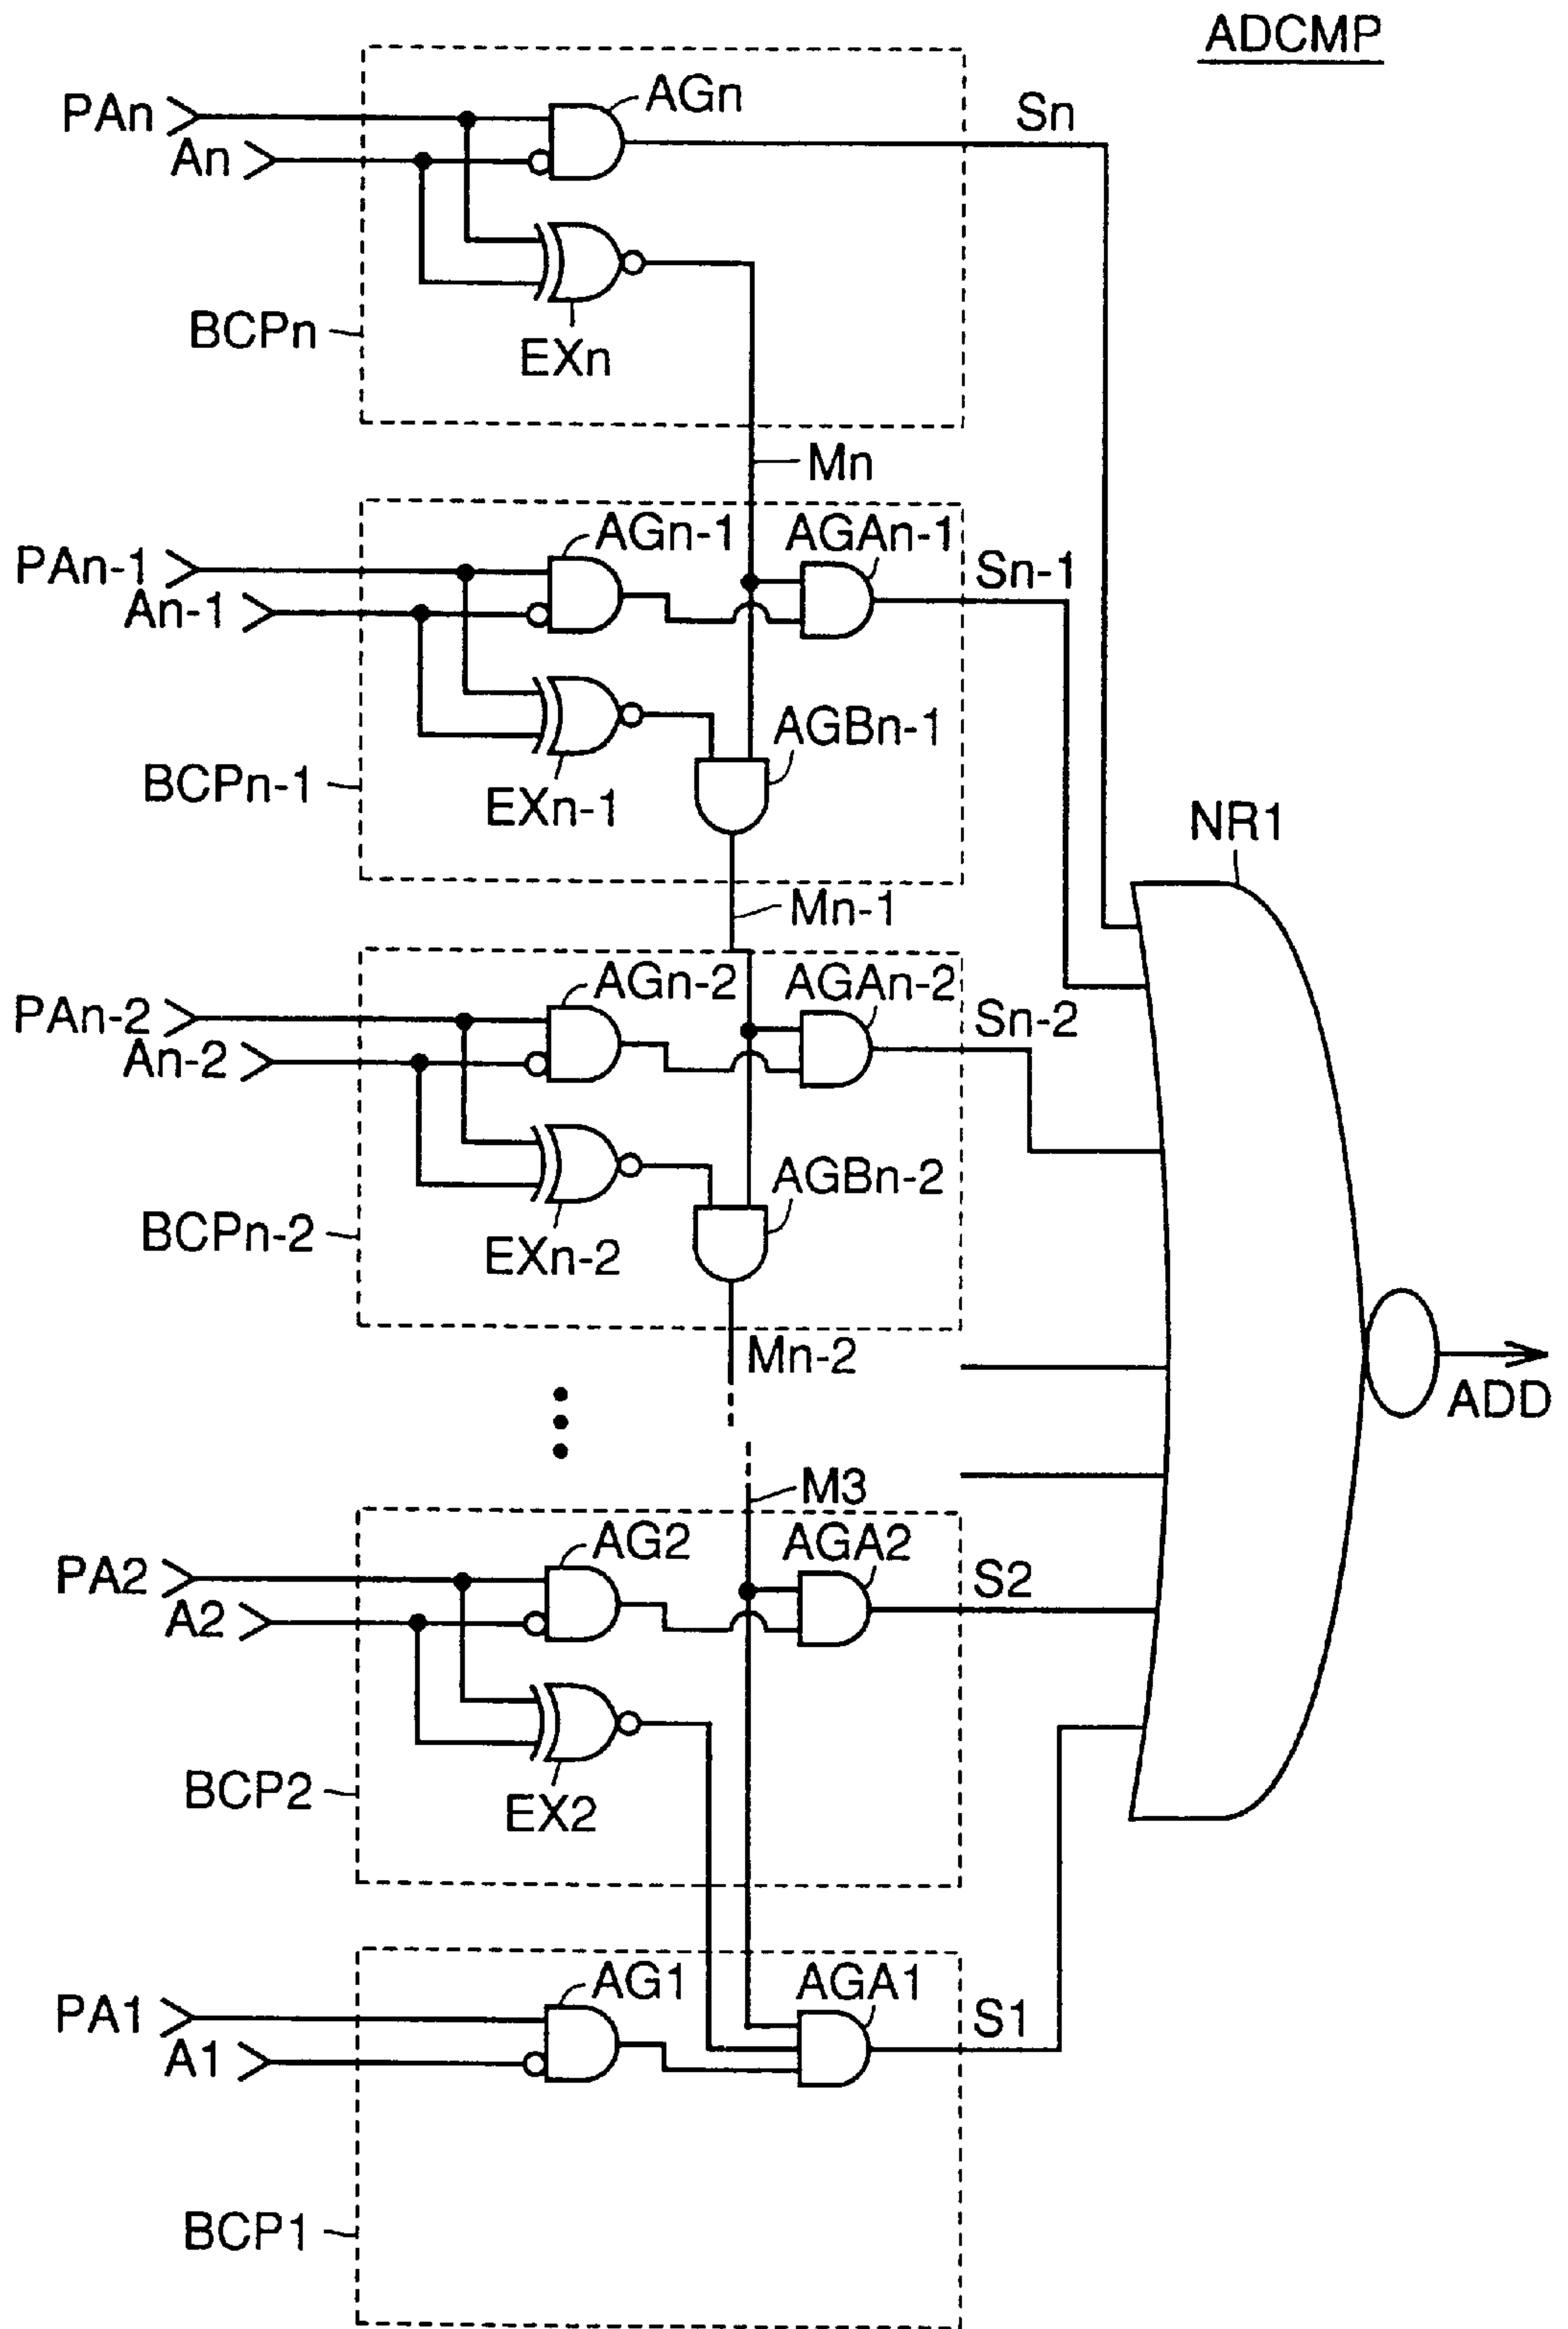 ADCMP
PAn
An
AGn
Sn
BCPn
EXn
Mn
PAn-1
An-1
AGn-1
AGAn-1
Sn-1
BCPn-1
EXn-1
AGBn-1
NR1
Mn-1
PAn-2
An-2
AGn-2
AGAn-2
Sn-2
BCPn-2
EXn-2
AGBn-2
Mn-2
ADD
M3
PA2
A2
AG2
AGA2
S2
BCP2
EX2
PA1
A1
AG1
AGA1
S1
BCP1